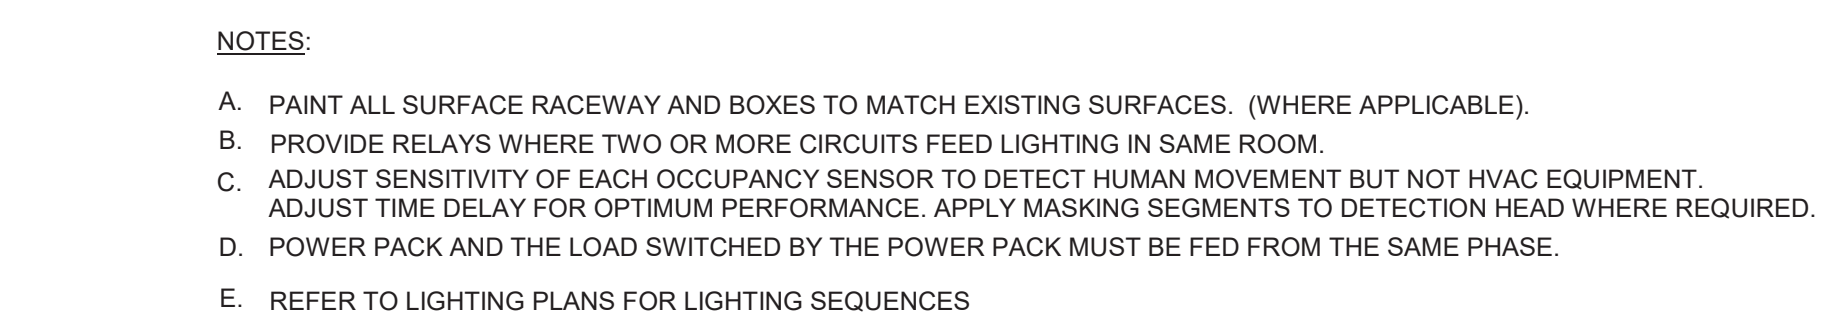 NOTES:
A. PAINT ALL SURFACE RACEWAY AND BOXES TO MATCH EXISTING SURFACES.  (WHERE APPLICABLE).
B. PROVIDE RELAYS WHERE TWO OR MORE CIRCUITS FEED LIGHTING IN SAME ROOM.
C. ADJUST SENSITIVITY OF EACH OCCUPANCY SENSOR TO DETECT HUMAN MOVEMENT BUT NOT HVAC EQUIPMENT.
ADJUST TIME DELAY FOR OPTIMUM PERFORMANCE. APPLY MASKING SEGMENTS TO DETECTION HEAD WHERE REQUIRED.
D. POWER PACK AND THE LOAD SWITCHED BY THE POWER PACK MUST BE FED FROM THE SAME PHASE.
E. REFER TO LIGHTING PLANS FOR LIGHTING SEQUENCES